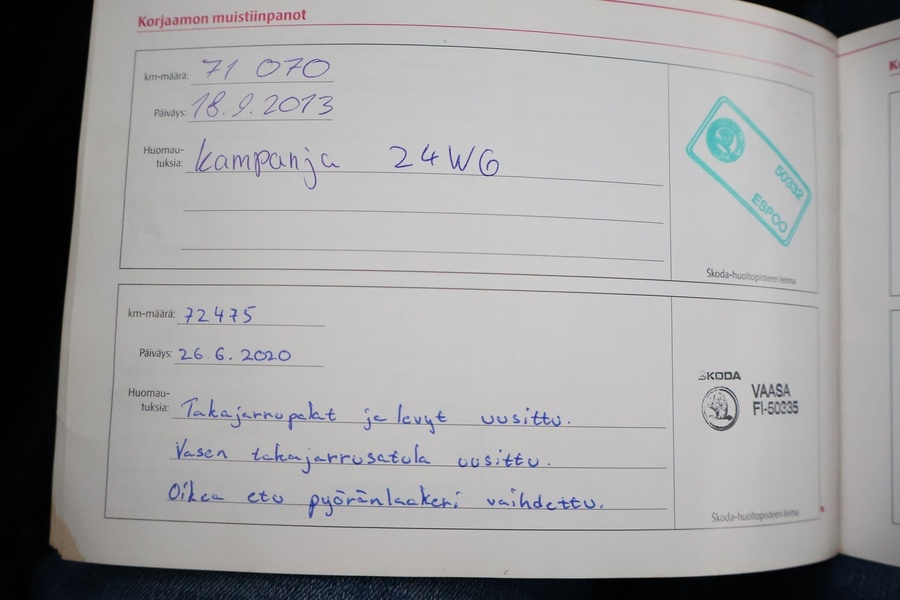 Korjaamon muistiinpanot
km-määrä: 71 070
Päiväys: 18.9.2013
Huomau-
tuksia: kampanja 24W6
50332
ESPOO
Škoda-huoltopisteen leima
km-määrä: 72475
Päiväys: 26.6.2020
Huomau-
tuksia: Takajarrupalat ja levyt uusittu.
Vasen takajarrusatula uusittu.
Oikea etu pyöränlaakeri vaihdettu.
ŠKODA
VAASA
FI-50335
Škoda-huoltopisteen leima